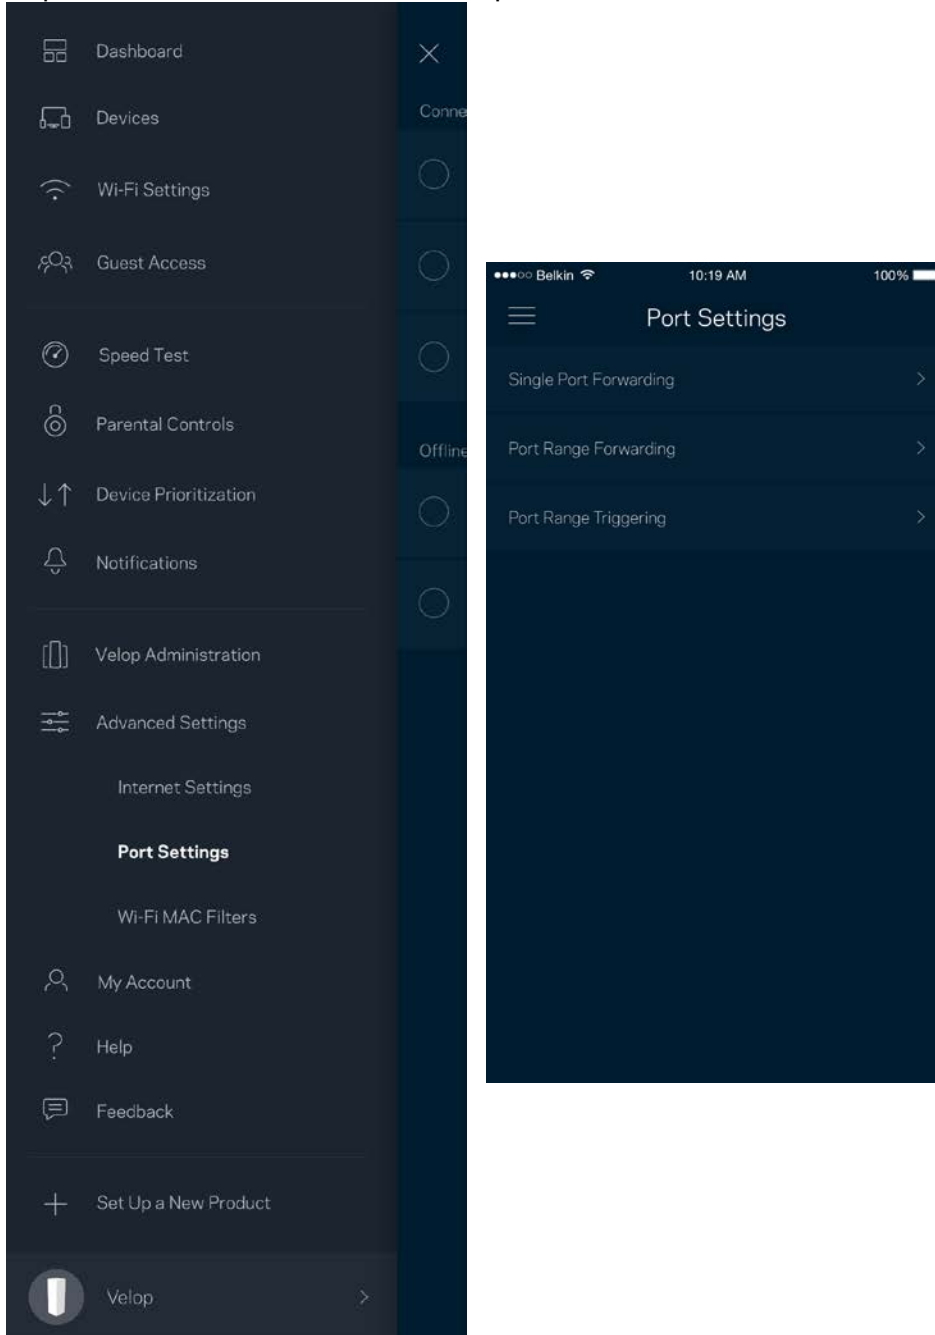 Dashboard
Devices
Wi-Fi Settings
Guest Access
Speed Test
Parental Controls
Device Prioritization
Notifications
Velop Administration
Advanced Settings
Internet Settings
Port Settings
Wi-Fi MAC Filters
My Account
Help
Feedback
Set Up a New Product
Velop
Conne
Offline
Belkin 10:19 AM 100%
Port Settings
Single Port Forwarding
Port Range Forwarding
Port Range Triggering